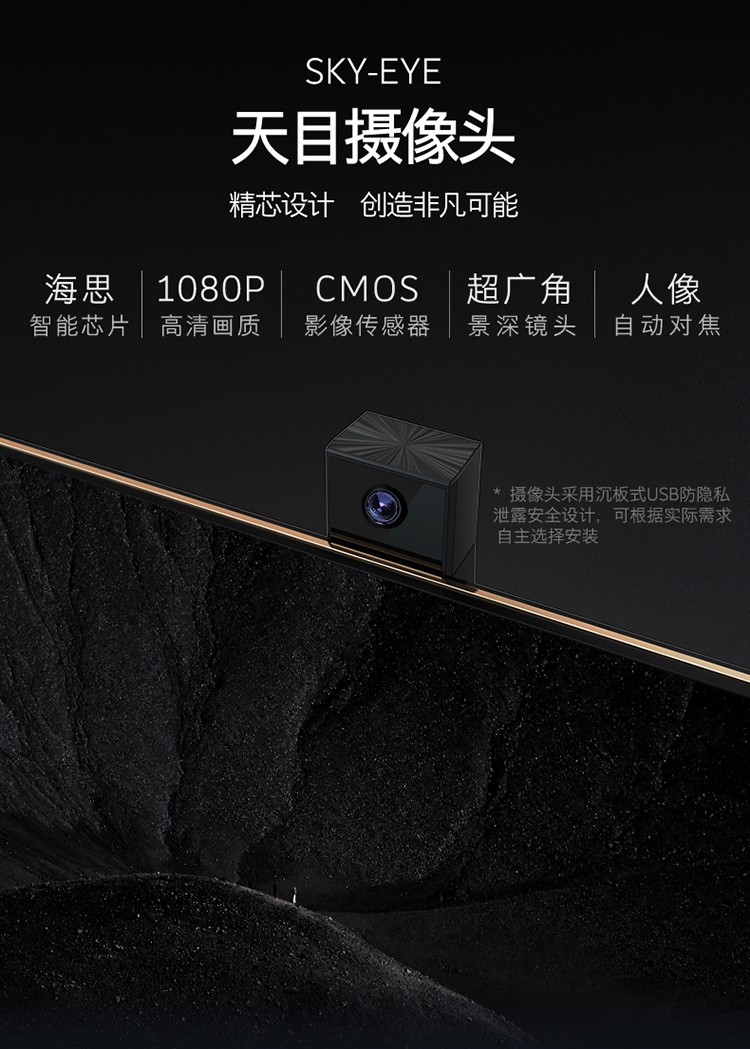 SKY-EYE
天目摄像头
精芯设计 创造非凡可能
海思 1080P CMOS 超广角 人像
智能芯片 高清画质 影像传感器 景深镜头 自动对焦
* 摄像头采用沉板式USB防隐私
泄露安全设计，可根据实际需求
自主选择安装